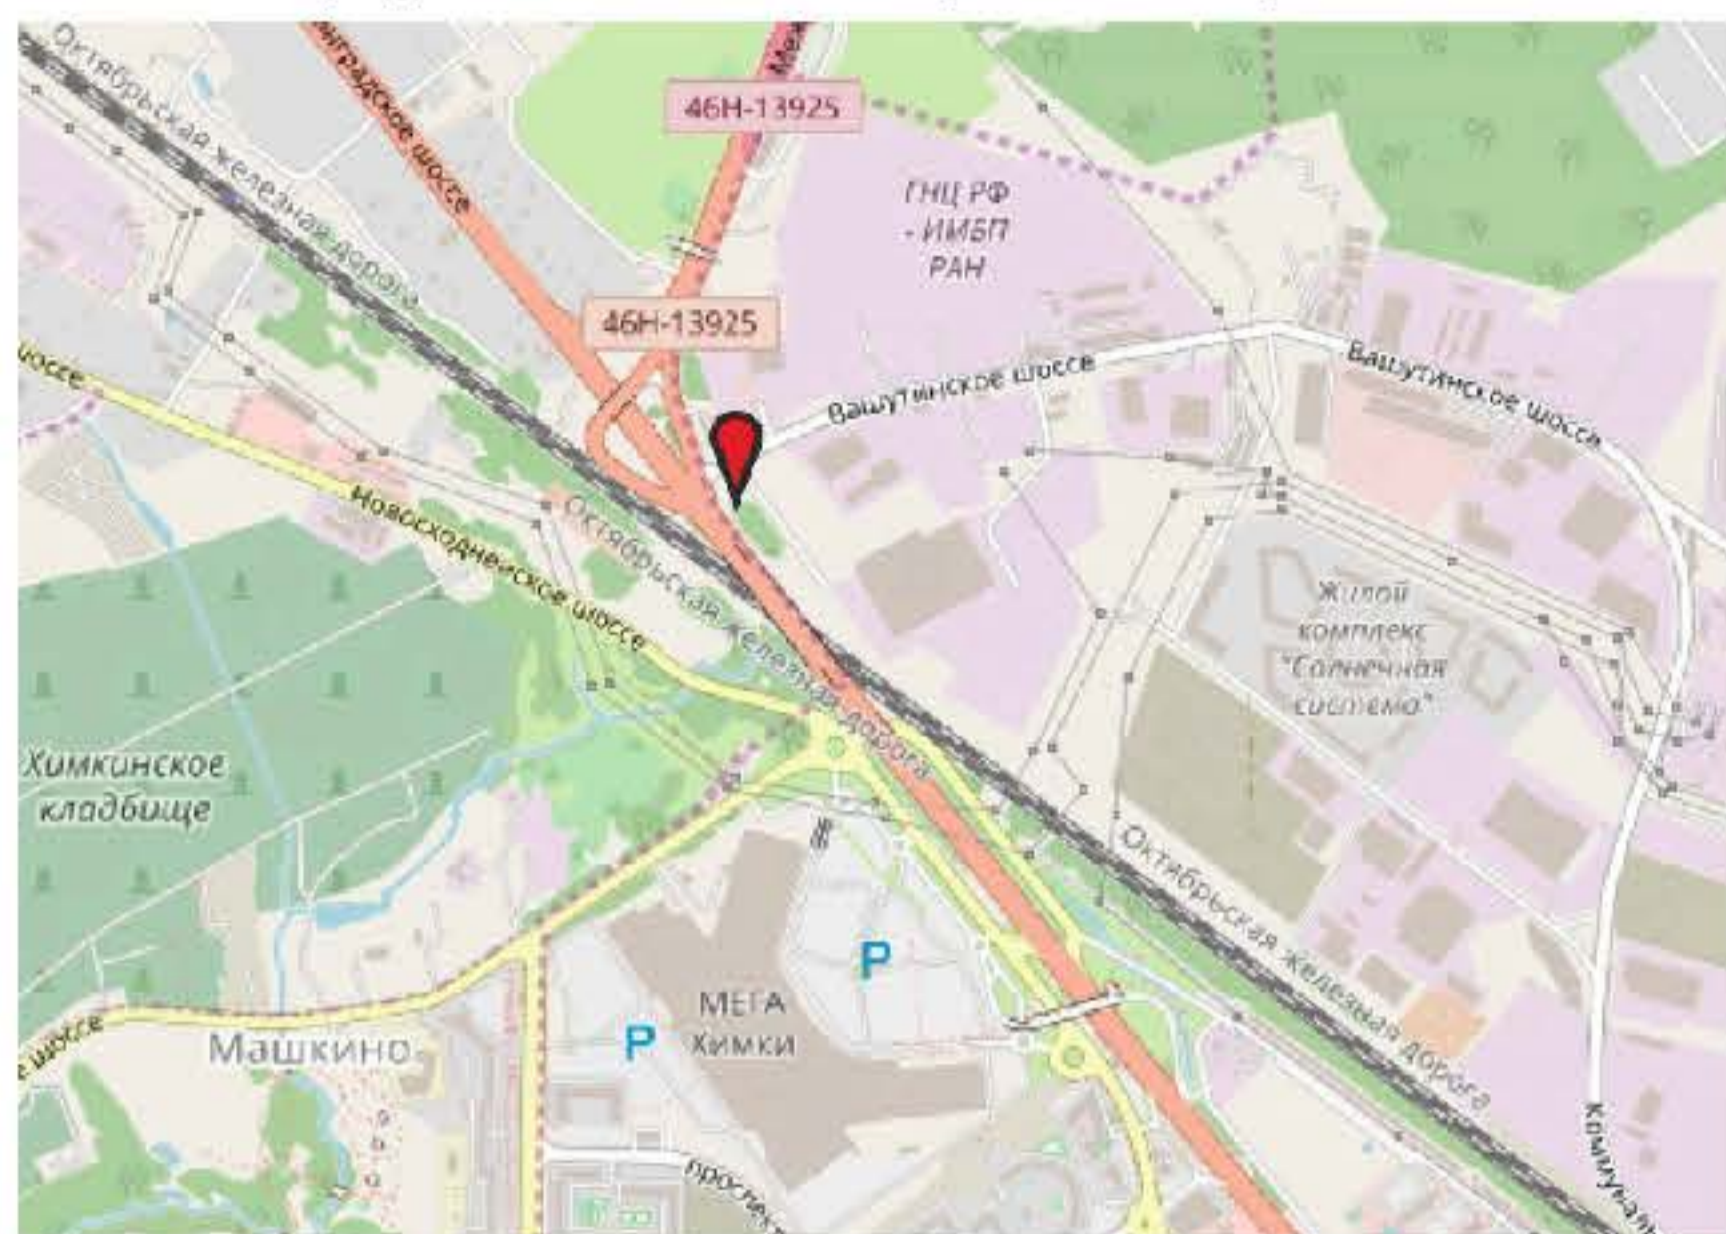 Октябрьская железная дорога
шоссе
46Н-13925
ГНЦ РФ
- ИМБП
РАН
46Н-13925
Вашутинское шоссе
Вашутинское шоссе
шоссе
Новосходненское шоссе
Октябрьская железная дорога
Жилой
комплекс
"Солнечная
система"
Химкинское
кладбище
Октябрьская железная дорога
P
МЕГА
Химки
P
Машкино
шоссе